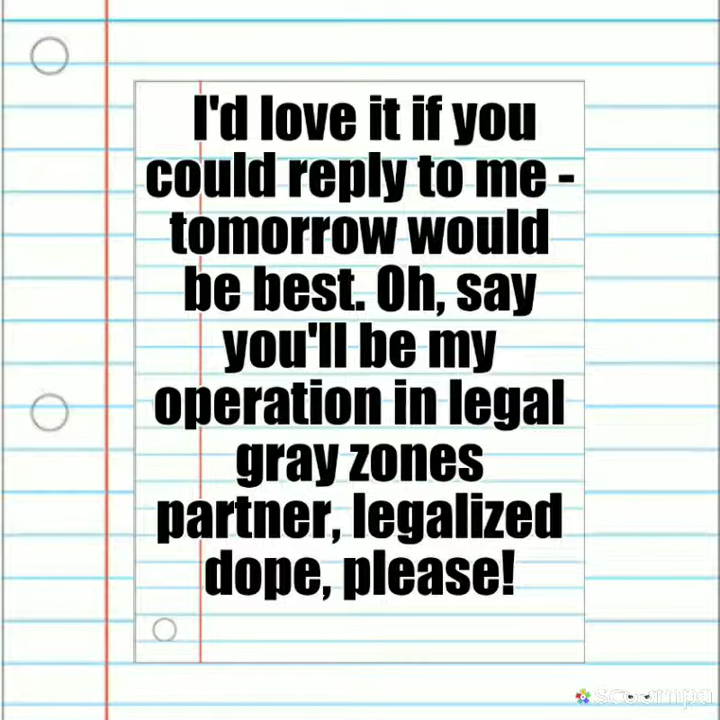 I'd love it if you
could reply to me -
tomorrow would
be best. Oh, say
you'll be my
operation in legal
gray zones
partner, legalized
dope, please!
scoompa